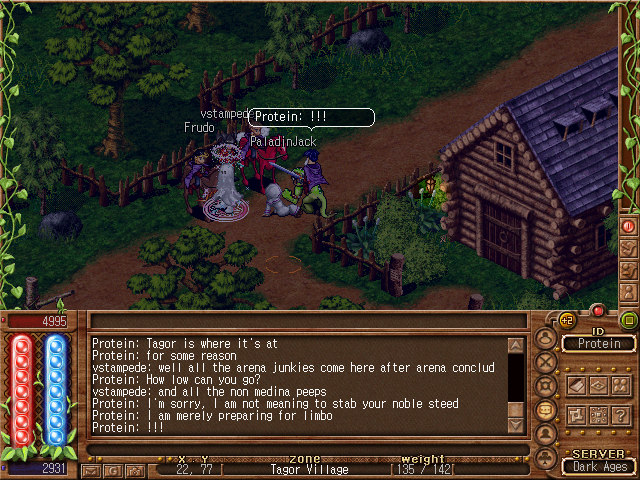 vstampede
Protein: !!!
Frudo
PaladinJack
4995
Protein: Tagor is where it's at
Protein: for some reason
vstampede: well all the arena junkies come here after arena conclud
Protein: How low can you go?
vstampede: and all the non medina peeps
Protein: I'm sorry, I am not meaning to stab your noble steed
Protein: I am merely preparing for limbo
Protein: !!!
+2
ID
Protein
?
SERVER
Dark Ages
x y zone weight
2931
G
22, 77 Tagor Village 135 / 142